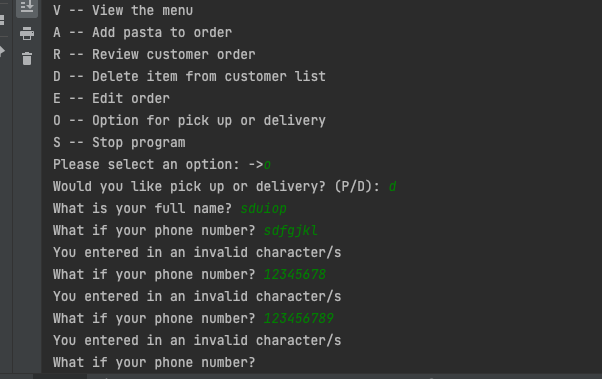 V -- View the menu
A -- Add pasta to order
R -- Review customer order
D -- Delete item from customer list
E -- Edit order
O -- Option for pick up or delivery
S -- Stop program
Please select an option: ->o
Would you like pick up or delivery? (P/D): d
What is your full name? sduiop
What if your phone number? sdfgjkl
You entered in an invalid character/s
What if your phone number? 12345678
You entered in an invalid character/s
What if your phone number? 123456789
You entered in an invalid character/s
What if your phone number?